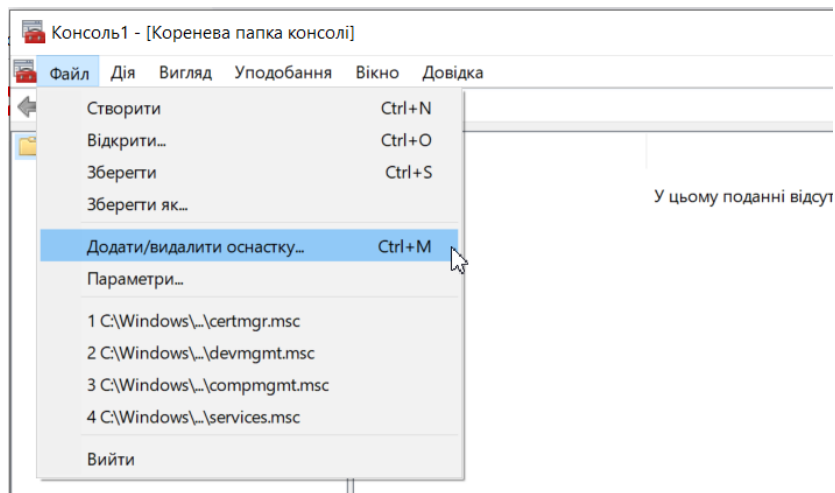 Консоль1 - [Коренева папка консолі]
Файл Дія Вигляд Уподобання Вікно Довідка
Створити Ctrl+N
Відкрити... Ctrl+O
Зберегти Ctrl+S
Зберегти як...
У цьому поданні
Додати/видалити оснастку... Ctrl+M
Параметри...
1 C:\Windows\...\certmgr.msc
2 C:\Windows\...\devmgmt.msc
3 C:\Windows\...\compmgmt.msc
4 C:\Windows\...\services.msc
Вийти